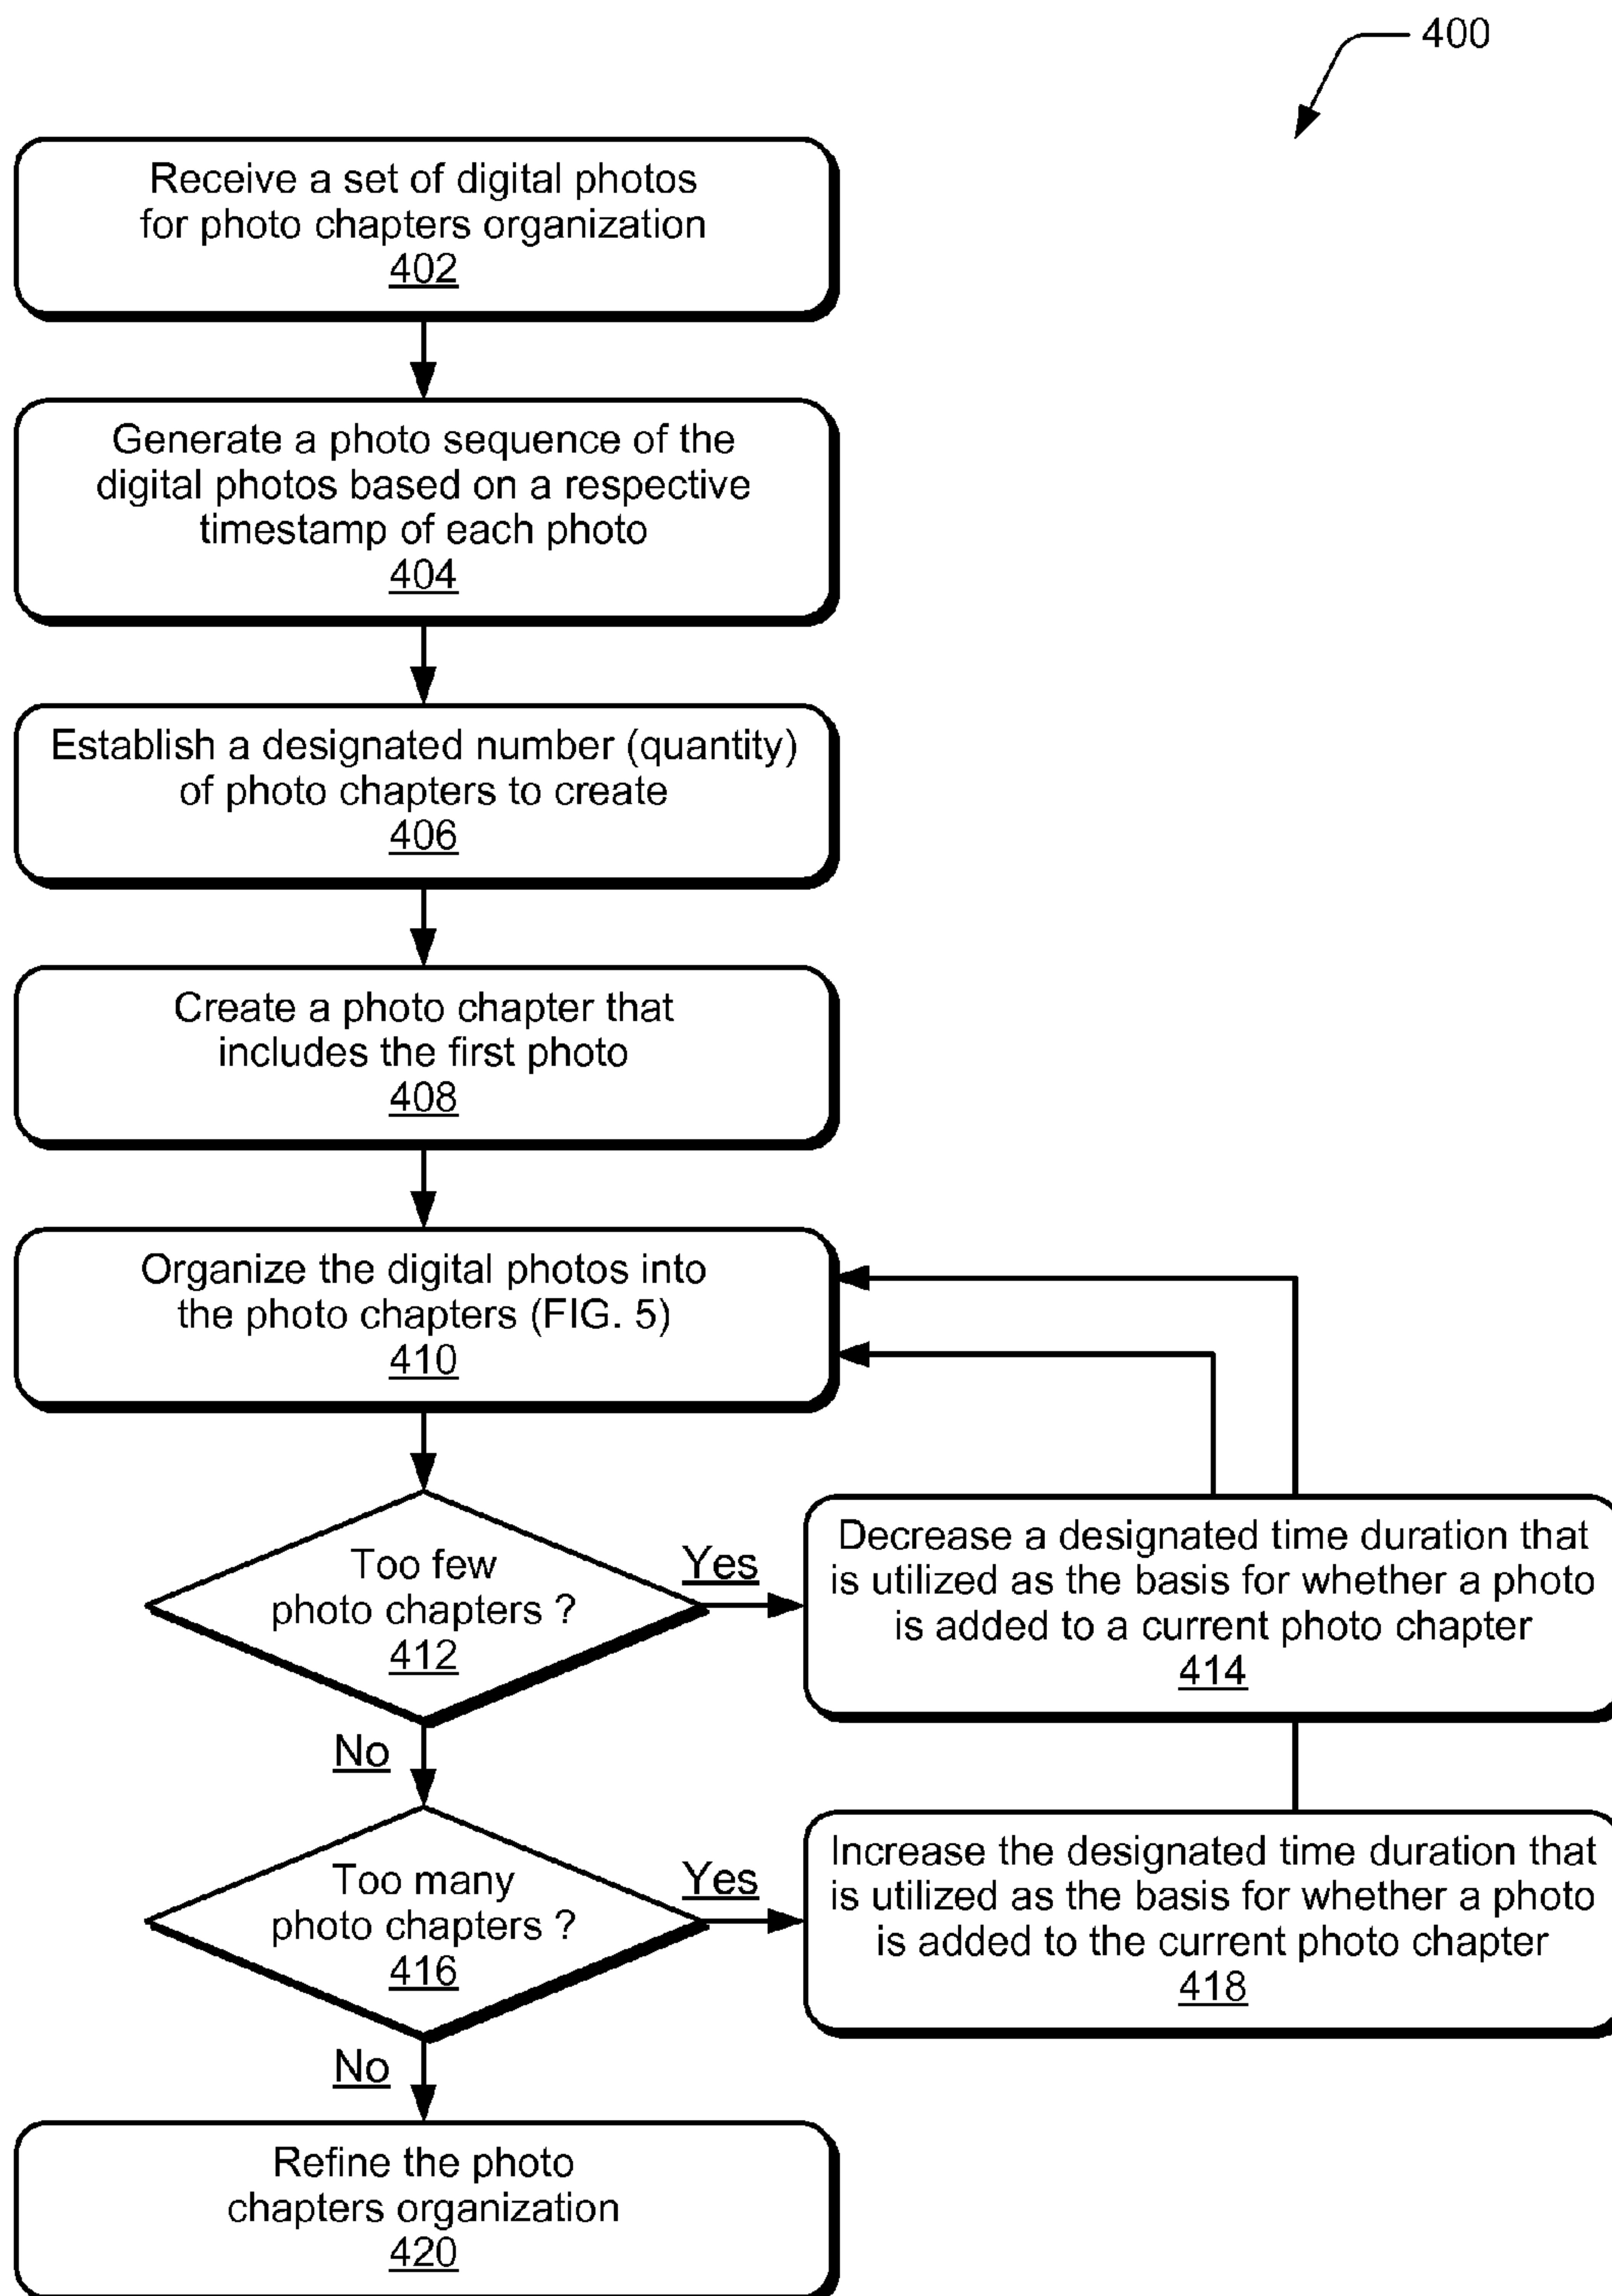 400
Receive a set of digital photos
for photo chapters organization
402
Generate a photo sequence of the
digital photos based on a respective
timestamp of each photo
404
Establish a designated number (quantity)
of photo chapters to create
406
Create a photo chapter that
includes the first photo
408
Organize the digital photos into
the photo chapters (FIG. 5)
410
Too few
photo chapters ?
412
Yes
Decrease a designated time duration that
is utilized as the basis for whether a photo
is added to a current photo chapter
414
No
Too many
photo chapters ?
416
Yes
Increase the designated time duration that
is utilized as the basis for whether a photo
is added to the current photo chapter
418
No
Refine the photo
chapters organization
420